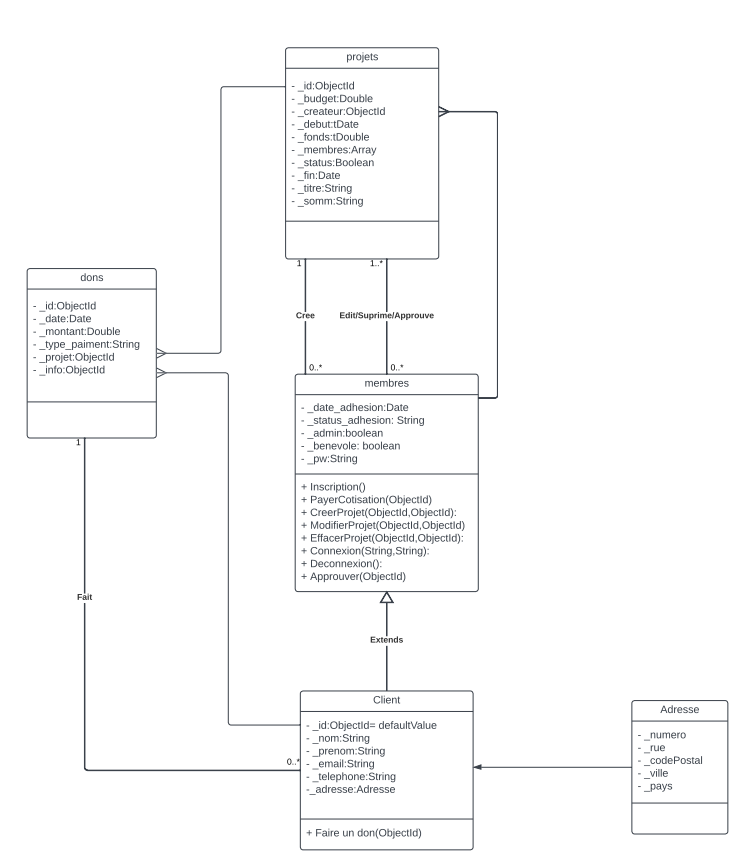 projets
- _id:ObjectId
- _budget:Double
- _createur:ObjectId
- _debut:tDate
- _fonds:tDouble
- _membres:Array
- _status:Boolean
- _fin:Date
- _titre:String
- _somm:String
dons
- _id:ObjectId
- _date:Date
- _montant:Double
- _type_paiment:String
- _projet:ObjectId
- _info:ObjectId
1
1..*
Cree
Edit/Suprime/Approuve
0..*
0..*
membres
- _date_adhesion:Date
- _status_adhesion: String
- _admin:boolean
- _benevole: boolean
- _pw:String
+ Inscription()
+ PayerCotisation(ObjectId)
+ CreerProjet(ObjectId,ObjectId):
+ ModifierProjet(ObjectId,ObjectId)
+ EffacerProjet(ObjectId,ObjectId):
+ Connexion(String,String):
+ Deconnexion():
+ Approuver(ObjectId)
1
Fait
0..*
Extends
Client
- _id:ObjectId= defaultValue
- _nom:String
- _prenom:String
- _email:String
- _telephone:String
-_adresse:Adresse
+ Faire un don(ObjectId)
Adresse
- _numero
- _rue
- _codePostal
- _ville
- _pays